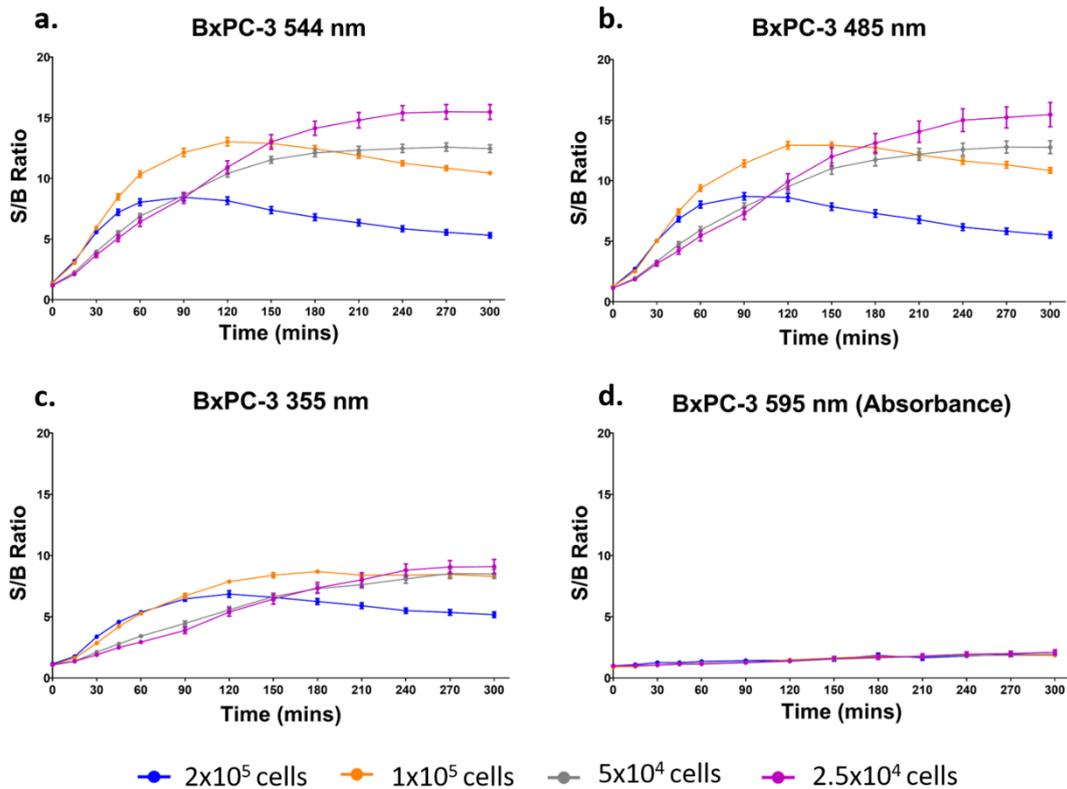 a.
BxPC-3 544 nm
S/B Ratio
20
15
10
5
0
0 30 60 90 120 150 180 210 240 270 300
Time (mins)
b.
BxPC-3 485 nm
S/B Ratio
20
15
10
5
0
0 30 60 90 120 150 180 210 240 270 300
Time (mins)
c.
BxPC-3 355 nm
S/B Ratio
20
15
10
5
0
0 30 60 90 120 150 180 210 240 270 300
Time (mins)
d.
BxPC-3 595 nm (Absorbance)
S/B Ratio
20
15
10
5
0
0 30 60 90 120 150 180 210 240 270 300
Time (mins)
2x10⁵ cells 1x10⁵ cells 5x10⁴ cells 2.5x10⁴ cells